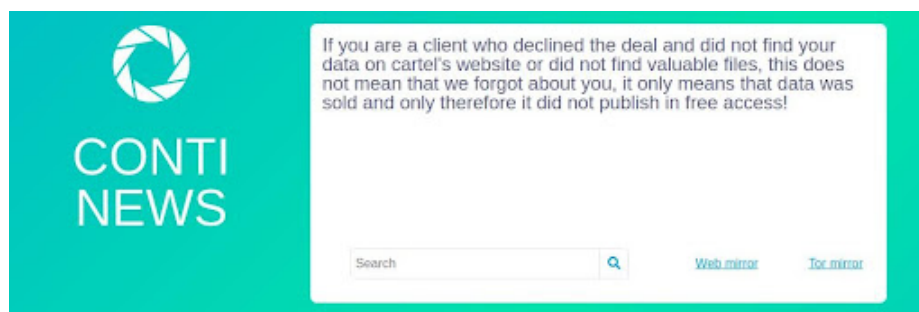 CONTI
NEWS
If you are a client who declined the deal and did not find your
data on cartel's website or did not find valuable files, this does
not mean that we forgot about you, it only means that data was
sold and only therefore it did not publish in free access!
Search
Web mirror
Tor mirror